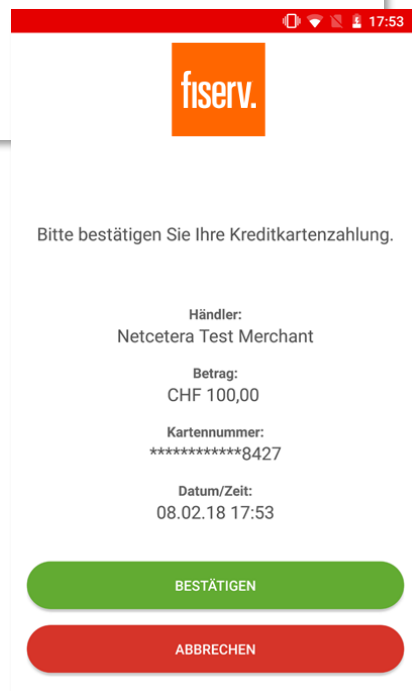 17:53
fiserv.
Bitte bestätigen Sie Ihre Kreditkartenzahlung.
Händler:
Netcetera Test Merchant
Betrag:
CHF 100,00
Kartennummer:
************8427
Datum/Zeit:
08.02.18 17:53
BESTÄTIGEN
ABBRECHEN